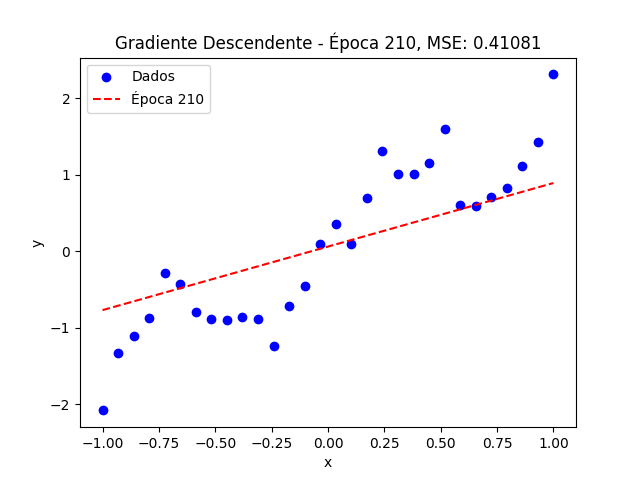 Gradiente Descendente - Época 210, MSE: 0.41081
Dados
Época 210
2
1
0
−1
−2
y
−1.00 −0.75 −0.50 −0.25 0.00 0.25 0.50 0.75 1.00
x